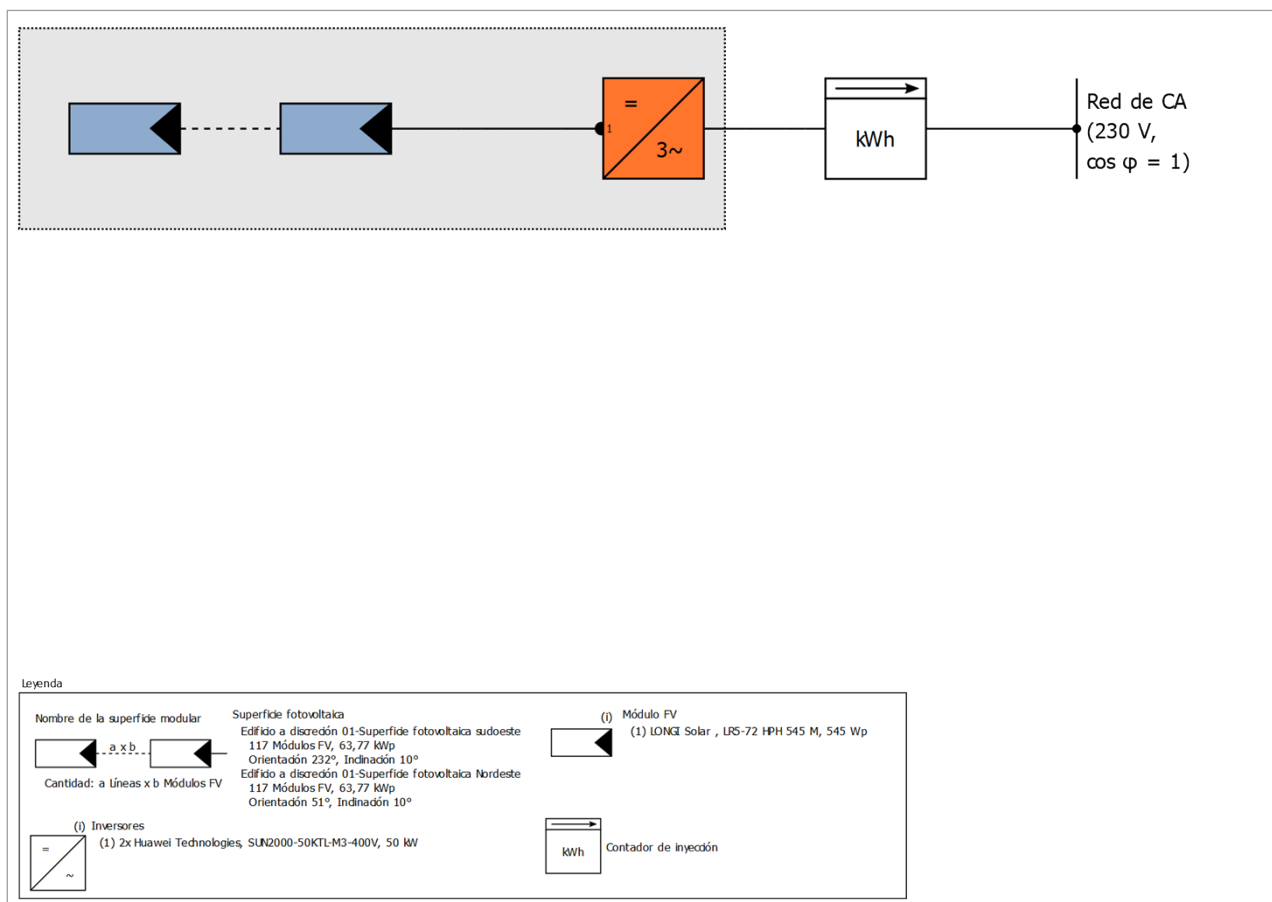 =
1
3~
kWh
Red de CA
(230 V,
cos φ = 1)
Leyenda
Nombre de la superficie modular
a x b
Cantidad: a Líneas x b Módulos FV
Superficie fotovoltaica
Edificio a discreción 01-Superficie fotovoltaica sudoeste
117 Módulos FV, 63,77 kWp
Orientación 232°, Inclinación 10°
Edificio a discreción 01-Superficie fotovoltaica Nordeste
117 Módulos FV, 63,77 kWp
Orientación 51°, Inclinación 10°
(i) Módulo FV
(1) LONGI Solar , LR5-72 HPH 545 M, 545 Wp
(i) Inversores
(1) 2x Huawei Technologies, SUN2000-50KTL-M3-400V, 50 kW
=
~
kWh
Contador de inyección